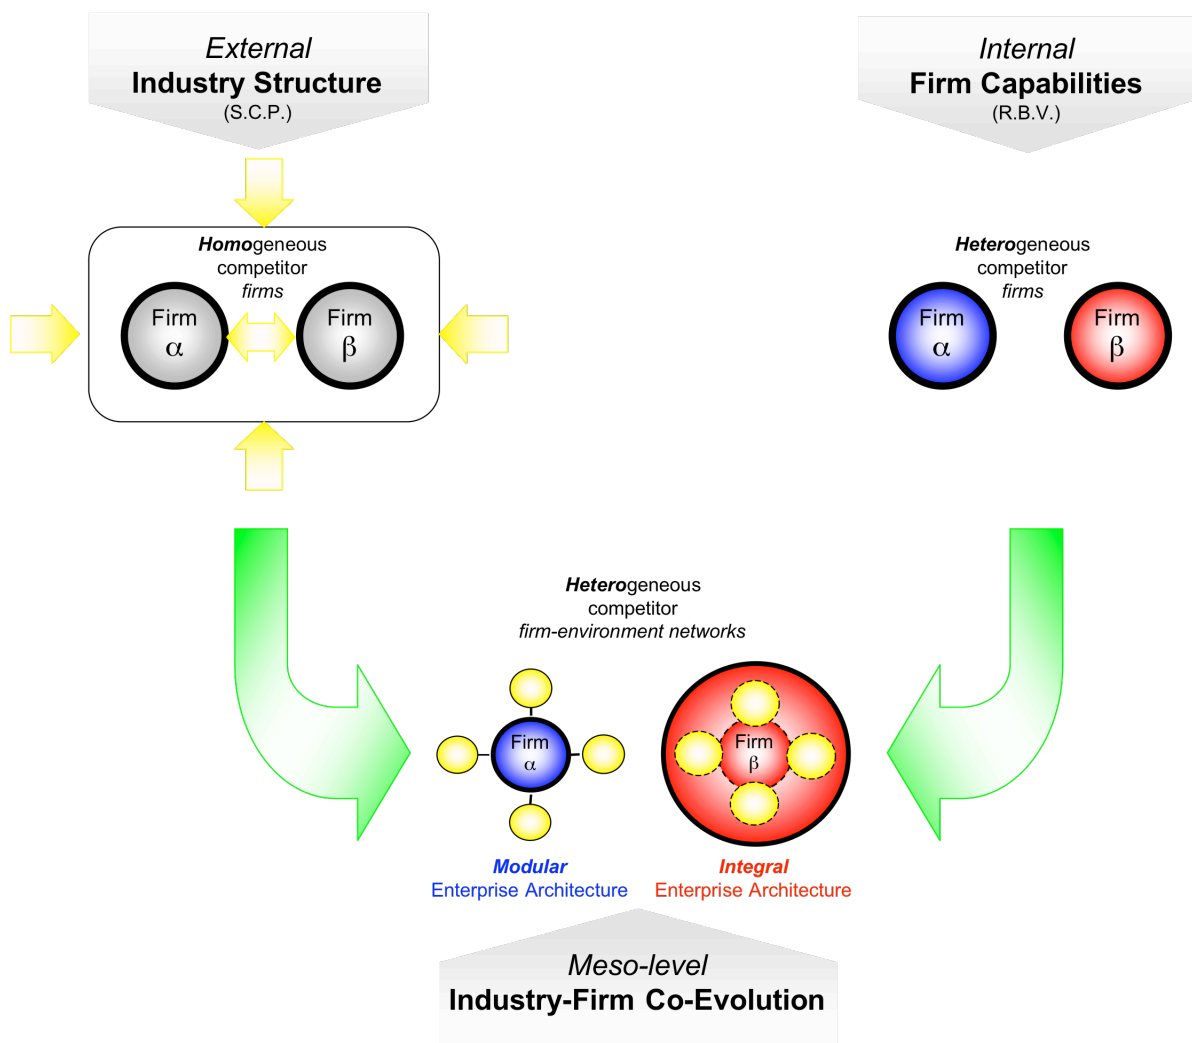 External
Industry Structure
(S.C.P.)
Internal
Firm Capabilities
(R.B.V.)
Homogeneous
competitor
firms
Firm
α
Firm
β
Heterogeneous
competitor
firms
Firm
α
Firm
β
Heterogeneous
competitor
firm-environment networks
Firm
α
Firm
β
Modular
Enterprise Architecture
Integral
Enterprise Architecture
Meso-level
Industry-Firm Co-Evolution